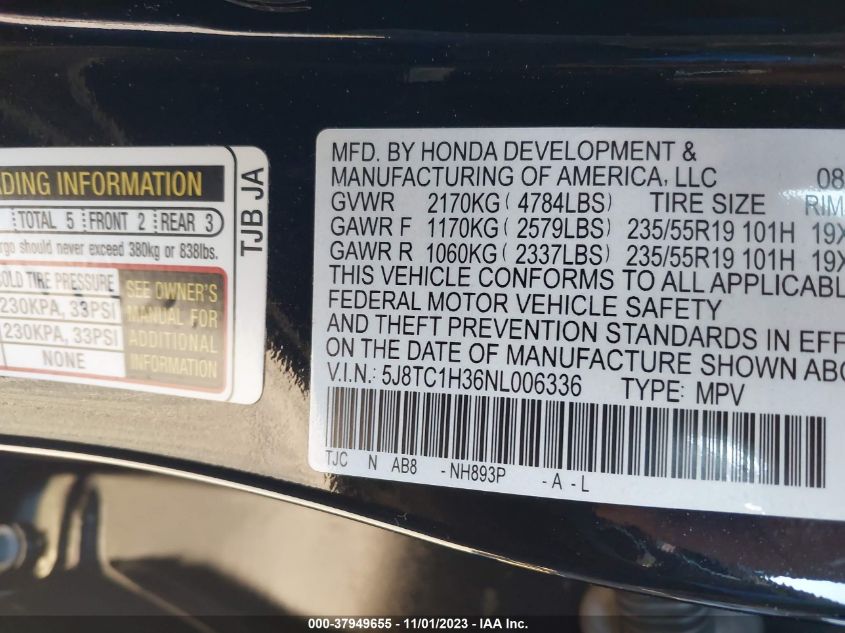 ADING INFORMATION
TOTAL 5 FRONT 2 REAR 3
rgo should never exceed 380kg or 838lbs.
OLD TIRE PRESSURE
230KPA, 33PSI
230KPA, 33PSI
NONE
SEE OWNER'S
MANUAL FOR
ADDITIONAL
INFORMATION
TJB JA
MFD. BY HONDA DEVELOPMENT &
MANUFACTURING OF AMERICA, LLC 08
GVWR 2170KG ( 4784LBS) TIRE SIZE RIM
GAWR F 1170KG ( 2579LBS) 235/55R19 101H 19X
GAWR R 1060KG ( 2337LBS) 235/55R19 101H 19X
THIS VEHICLE CONFORMS TO ALL APPLICABL
FEDERAL MOTOR VEHICLE SAFETY
AND THEFT PREVENTION STANDARDS IN EFF
ON THE DATE OF MANUFACTURE SHOWN ABO
V.I.N.: 5J8TC1H36NL006336 TYPE: MPV
TJC N AB8 -NH893P -A-L
000-37949655 - 11/01/2023 - IAA Inc.